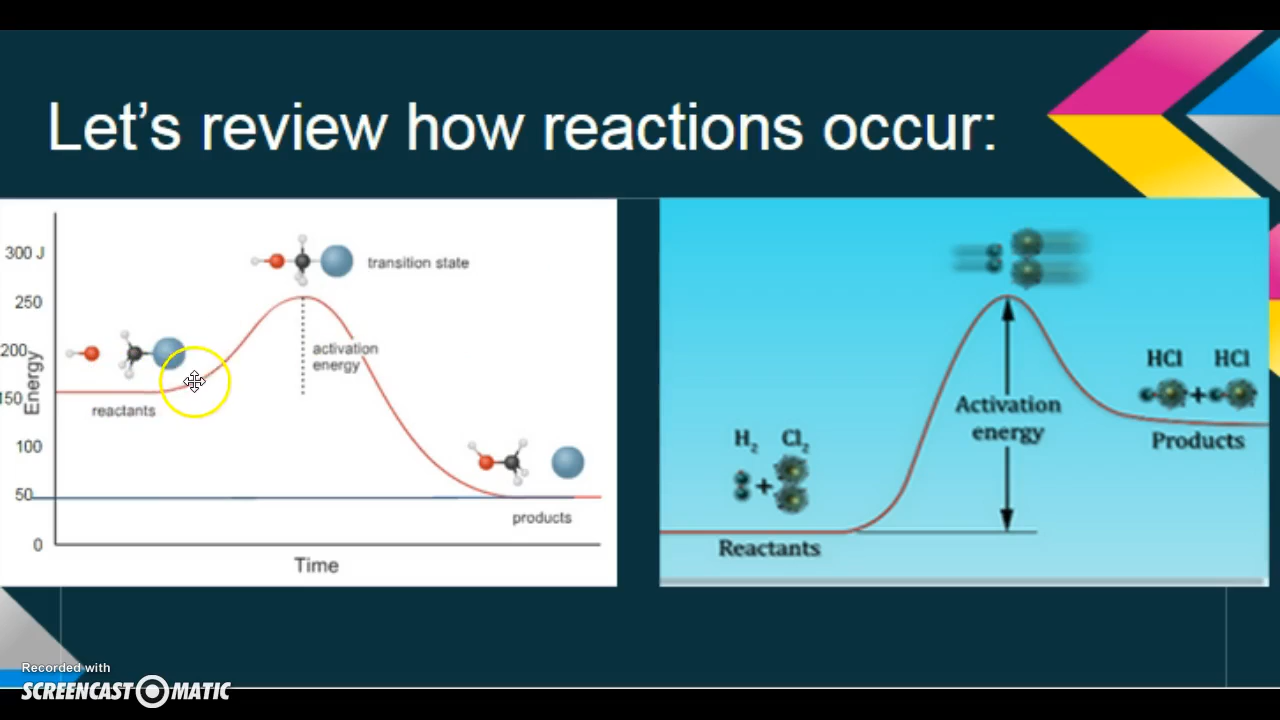 Let's review how reactions occur:
300 J
250
200
150
100
50
0
Energy
Time
transition state
activation
energy
reactants
products
H2 Cl2
+
Reactants
Activation
energy
HCl HCl
+
Products
Recorded with
SCREENCAST MATIC